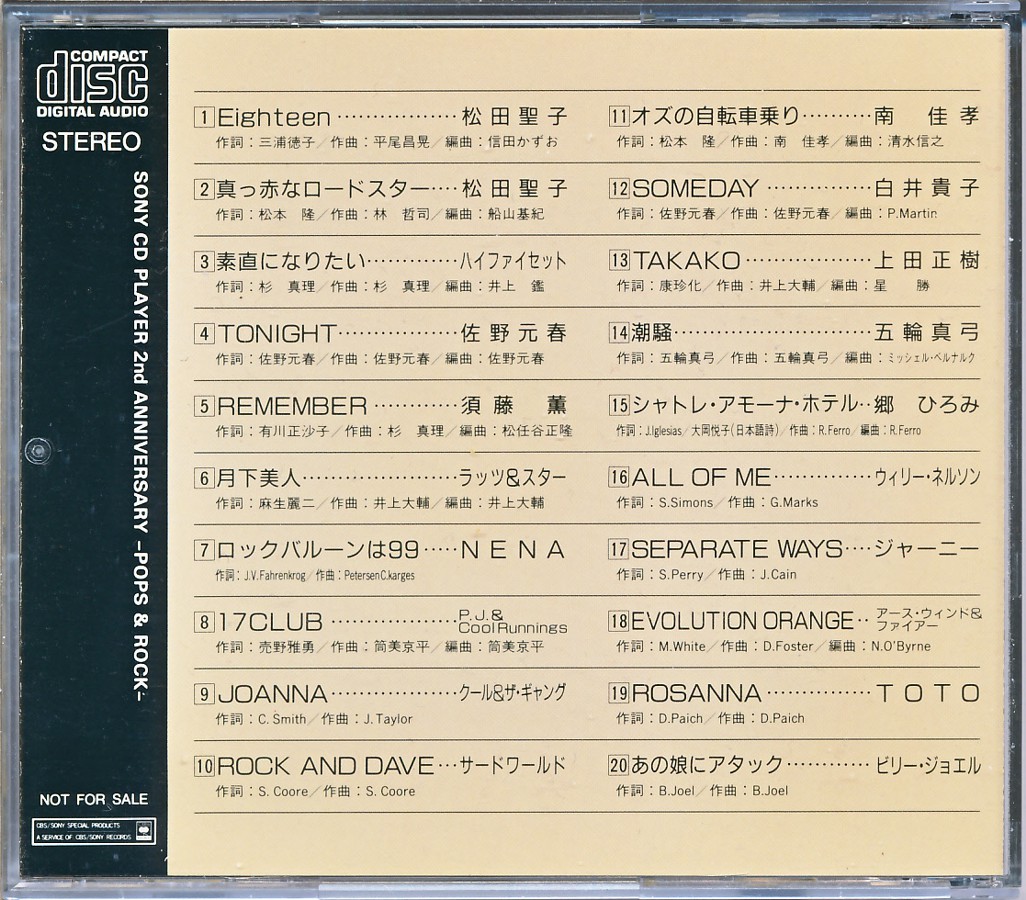 COMPACT
disc
DIGITAL AUDIO
STEREO
SONY CD PLAYER 2nd ANNIVERSARY -POPS & ROCK-
NOT FOR SALE
CBS/SONY SPECIAL PRODUCTS
A SERVICE OF CBS/SONY RECORDS
1 Eighteen ················· 松田聖子
作詞：三浦徳子／作曲：平尾昌晃／編曲：信田かずお
2 真っ赤なロードスター···· 松田聖子
作詞：松本　隆／作曲：林　哲司／編曲：船山基紀
3 素直になりたい············· ハイファイセット
作詞：杉　真理／作曲：杉　真理／編曲：井上　鑑
4 TONIGHT················· 佐野元春
作詞：佐野元春／作曲：佐野元春／編曲：佐野元春
5 REMEMBER ············ 須藤　薫
作詞：有川正沙子／作曲：杉　真理／編曲：松任谷正隆
6 月下美人······················ ラッツ&スター
作詞：麻生麗二／作曲：井上大輔／編曲：井上大輔
7 ロックバルーンは99 ····· NENA
作詞：J.V.Fahrenkrog／作曲：PetersenC.karges
8 17CLUB ·················· P.J.&
CoolRunnings
作詞：売野雅勇／作曲：筒美京平／編曲：筒美京平
9 JOANNA·················· クール&ザ・ギャング
作詞：C. Smith／作曲：J. Taylor
10 ROCK AND DAVE··· サードワールド
作詞：S. Coore／作曲：S. Coore
11 オズの自転車乗り·········· 南　佳孝
作詞：松本　隆／作曲：南　佳孝／編曲：清水信之
12 SOMEDAY ··············· 白井貴子
作詞：佐野元春／作曲：佐野元春／編曲：P.Martin
13 TAKAKO ·················· 上田正樹
作詞：康珍化／作曲：井上大輔／編曲：星　勝
14 潮騒···························· 五輪真弓
作詞：五輪真弓／作曲：五輪真弓／編曲：ミッシェル・ベルナルク
15 シャトレ・アモーナ・ホテル·· 郷　ひろみ
作詞：J.Iglesias／大岡悦子(日本語詩)／作曲：R.Ferro／編曲：R.Ferro
16 ALL OF ME·············· ウィリー・ネルソン
作詞：S.Simons／作曲：G.Marks
17 SEPARATE WAYS···· ジャーニー
作詞：S.Perry／作曲：J.Cain
18 EVOLUTION ORANGE·· アース・ウィンド&
ファイアー
作詞：M.White／作曲：D.Foster／編曲：N.O'Byrne
19 ROSANNA ··············· TOTO
作詞：D.Paich／作曲：D.Paich
20 あの娘にアタック ··········· ビリー・ジョエル
作詞：B.Joel／作曲：B.Joel